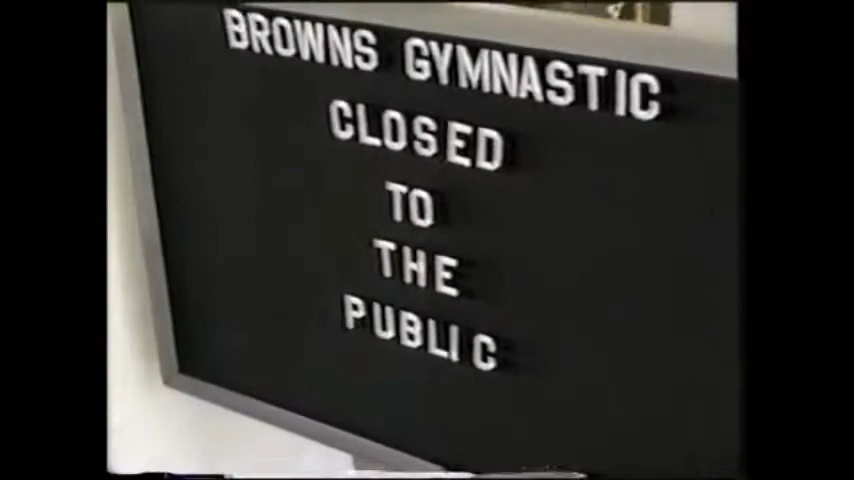 BROWNS GYMNASTIC
CLOSED
TO
THE
PUBLIC